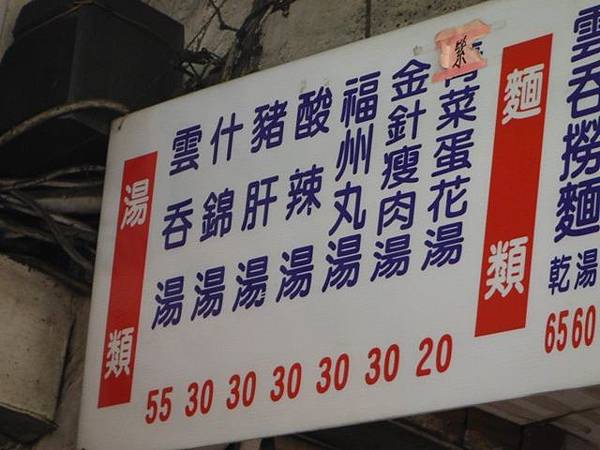 湯類
雲吞湯
什錦湯
豬肝湯
酸辣湯
福州丸湯
金針瘦肉湯
紫菜蛋花湯
55 30 30 30 30 30 20
麵類
雲吞撈麵
乾湯
65 60